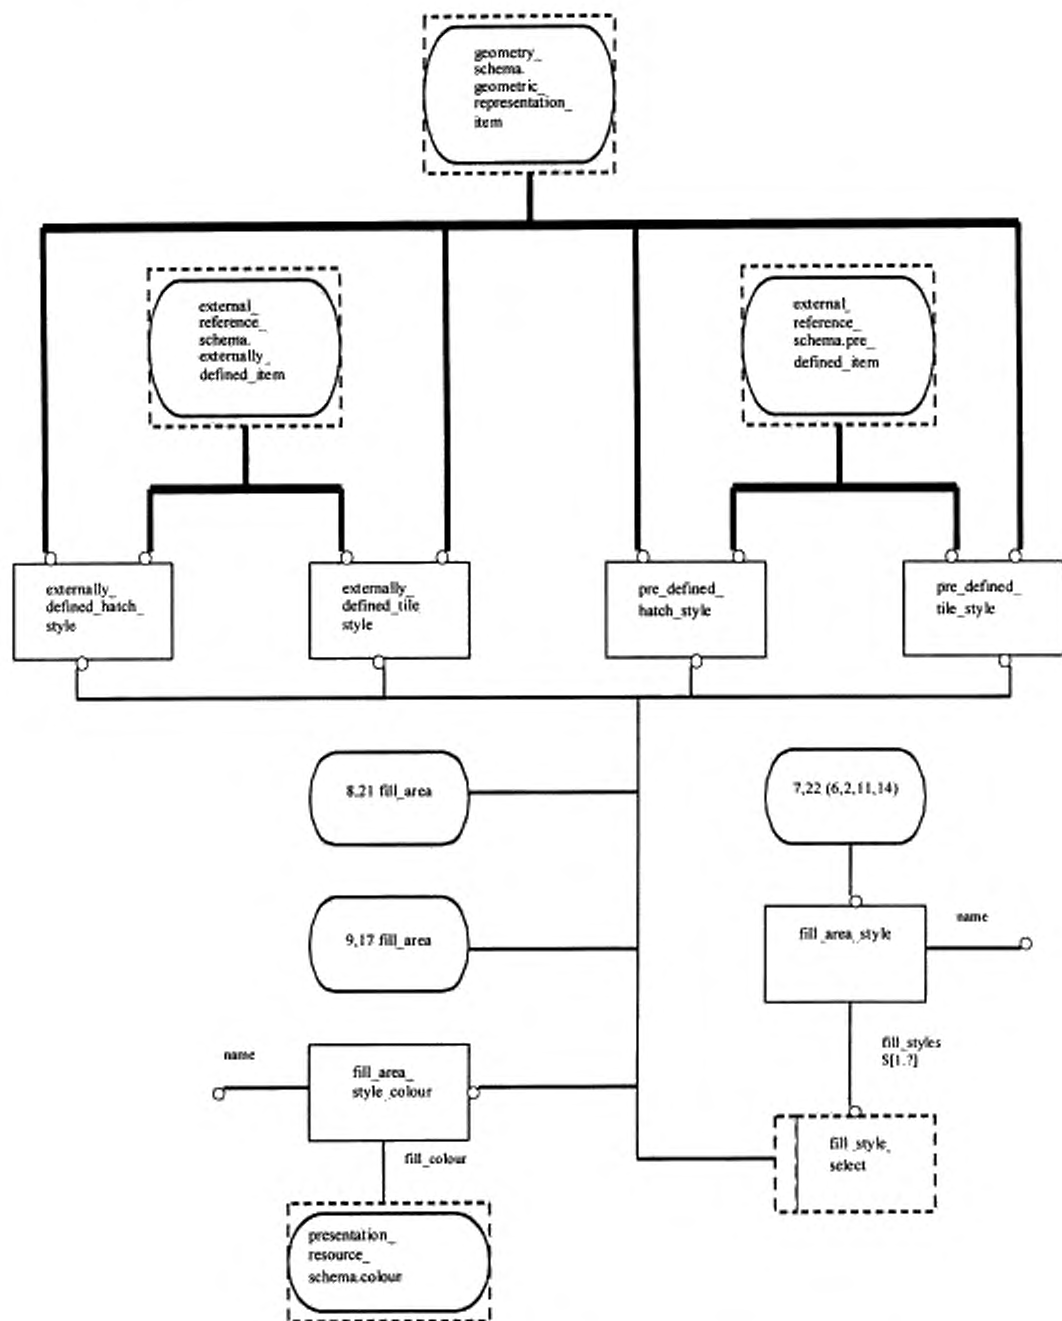 geometry_
schema.
geometric_
representation_
item
external_
reference_
schema.
externally_
defined_item
external_
reference_
schema.pre_
defined_item
externally_
defined_hatch_
style
externally_
defined_tile
style
pre_defined_
hatch_style
pre_defined_
tile_style
8,21 fill_area
7,22 (6,2,11,14)
9,17 fill_area
fill_area_style
name
name
fill_area_
style_colour
fill_styles
S[1.?]
fill_colour
fill_style_
select
presentation_
resource_
schema.colour